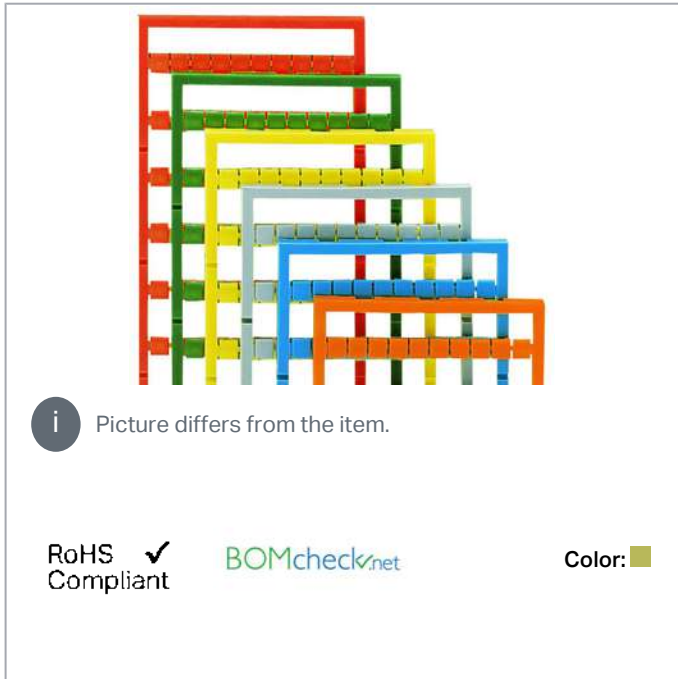 i Picture differs from the item.
RoHS ✓
Compliant
BOMcheck.net
Color: